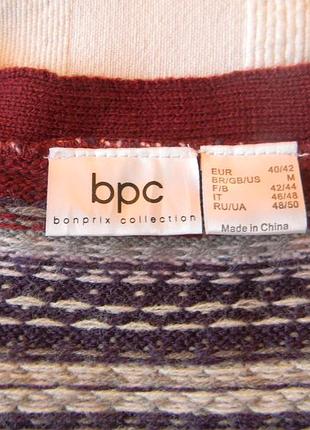 bpc
bonprix collection
EUR 40/42
BR/GB/US M
F/B 42/44
IT 46/48
RU/UA 48/50
Made in China